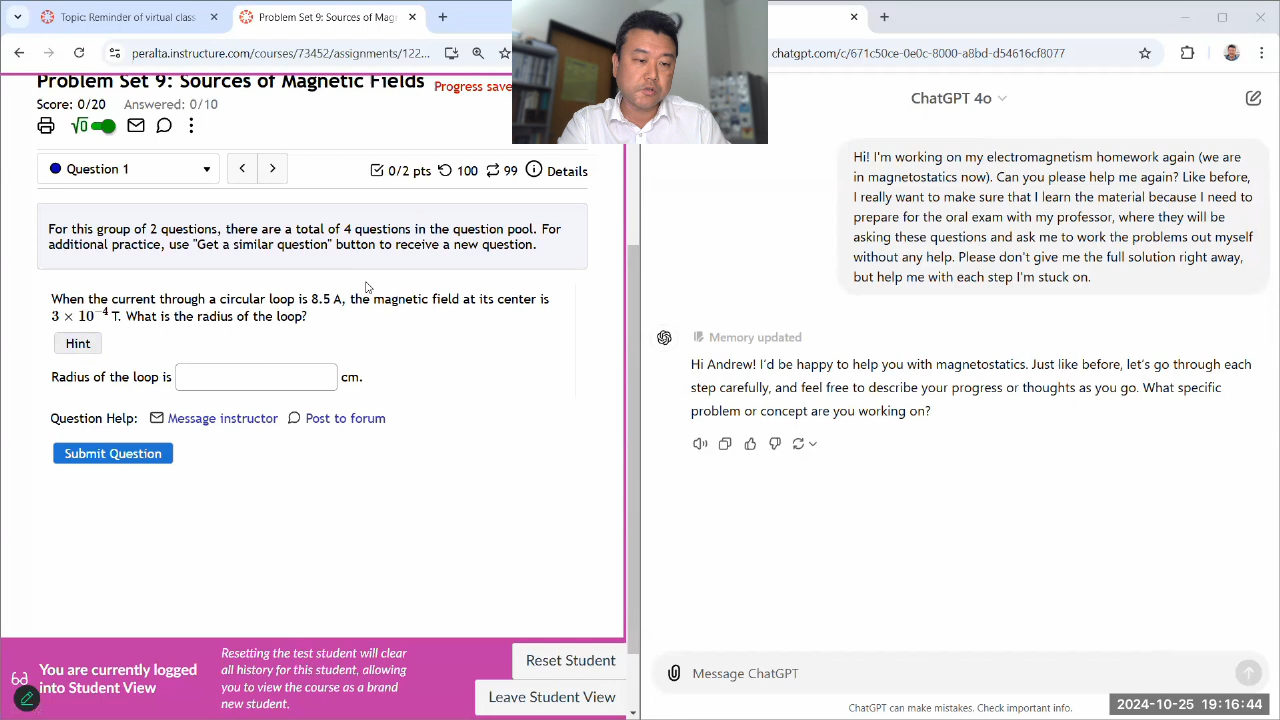 Topic: Reminder of virtual class
Problem Set 9: Sources of Mag
peralta.instructure.com/courses/73452/assignments/122...
chatgpt.com/c/671c50ce-0e0c-8000-a8bd-d54616cf8077
Problem Set 9: Sources of Magnetic Fields
Progress save
Score: 0/20 Answered: 0/10
√0
Question 1
0/2 pts 100 99 Details
For this group of 2 questions, there are a total of 4 questions in the question pool. For
additional practice, use "Get a similar question" button to receive a new question.
When the current through a circular loop is 8.5 A, the magnetic field at its center is
3 × 10⁻⁴ T. What is the radius of the loop?
Hint
Radius of the loop is cm.
Question Help: Message instructor Post to forum
Submit Question
You are currently logged
into Student View
Resetting the test student will clear
all history for this student, allowing
you to view the course as a brand
new student.
Reset Student
Leave Student View
ChatGPT 4o
Hi! I'm working on my electromagnetism homework again (we are
in magnetostatics now). Can you please help me again? Like before,
I really want to make sure that I learn the material because I need to
prepare for the oral exam with my professor, where they will be
asking these questions and ask me to work the problems out myself
without any help. Please don't give me the full solution right away,
but help me with each step I'm stuck on.
Memory updated
Hi Andrew! I'd be happy to help you with magnetostatics. Just like before, let's go through each
step carefully, and feel free to describe your progress or thoughts as you go. What specific
problem or concept are you working on?
Message ChatGPT
ChatGPT can make mistakes. Check important info.
2024-10-25 19:16:44